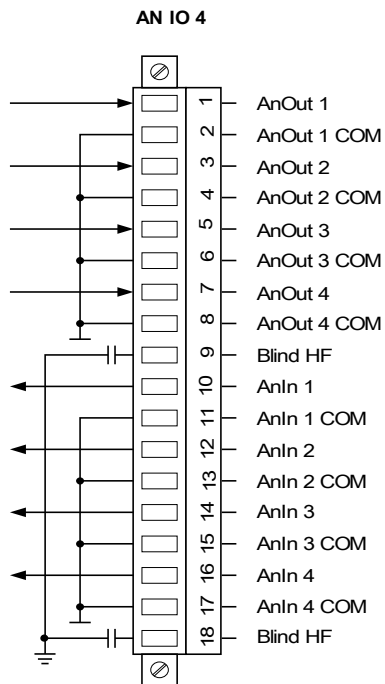 AN IO 4
1 AnOut 1
2 AnOut 1 COM
3 AnOut 2
4 AnOut 2 COM
5 AnOut 3
6 AnOut 3 COM
7 AnOut 4
8 AnOut 4 COM
9 Blind HF
10 AnIn 1
11 AnIn 1 COM
12 AnIn 2
13 AnIn 2 COM
14 AnIn 3
15 AnIn 3 COM
16 AnIn 4
17 AnIn 4 COM
18 Blind HF